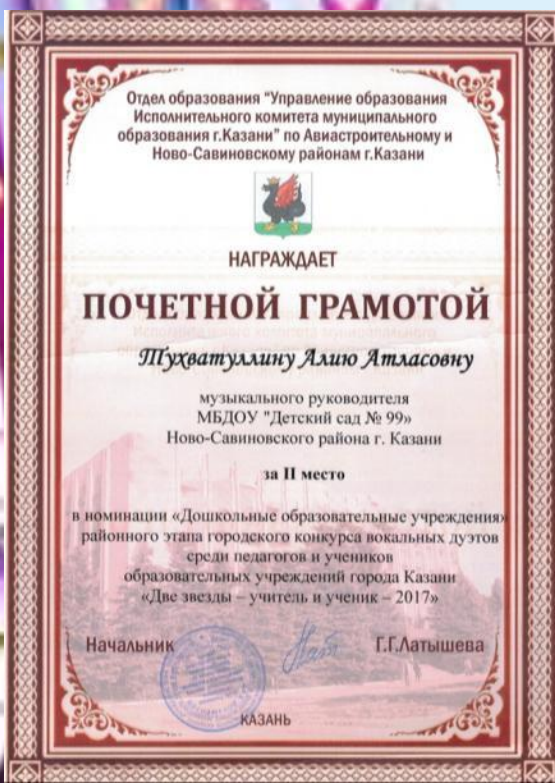 Отдел образования "Управление образования
Исполнительного комитета муниципального
образования г.Казани" по Авиастроительному и
Ново-Савиновскому районам г.Казани
НАГРАЖДАЕТ
ПОЧЕТНОЙ ГРАМОТОЙ
Тухватуллину Алию Атласовну
музыкального руководителя
МБДОУ "Детский сад № 99»
Ново-Савиновского района г. Казани
за II место
в номинации «Дошкольные образовательные учреждения»
районного этапа городского конкурса вокальных дуэтов
среди педагогов и учеников
образовательных учреждений города Казани
«Две звезды – учитель и ученик – 2017»
Начальник Г.Г.Латышева
КАЗАНЬ